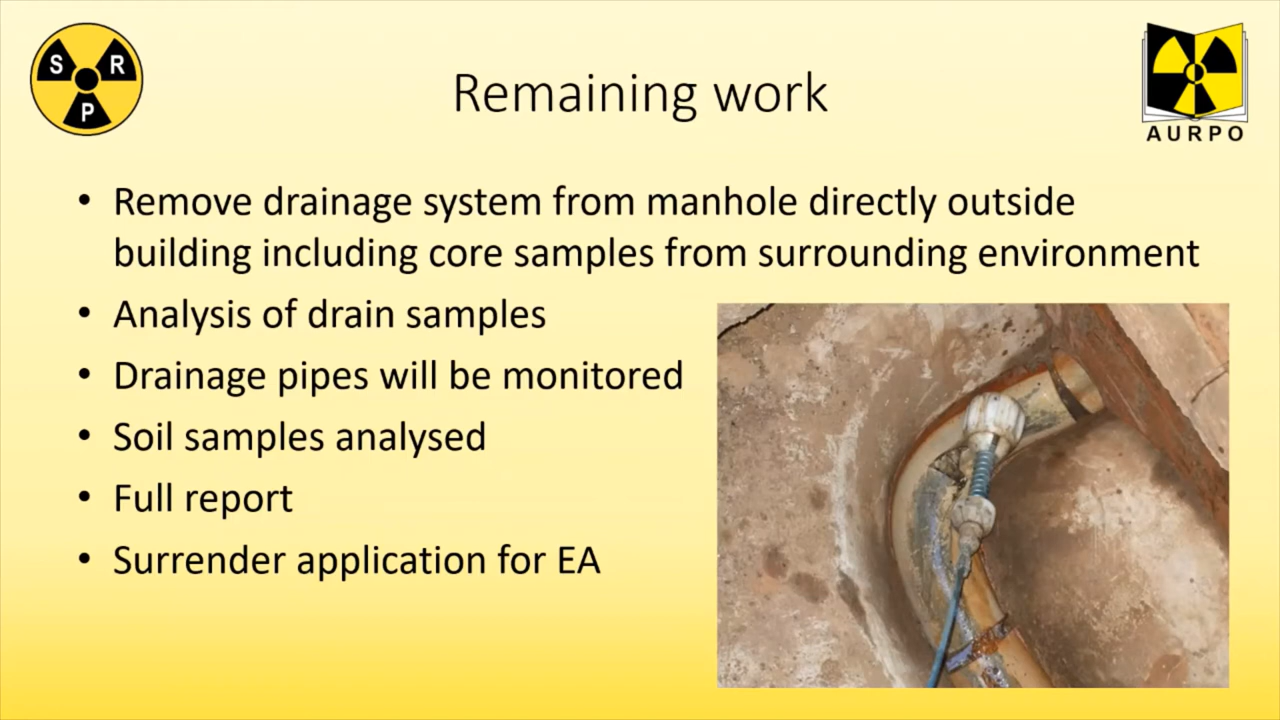 S R
P
Remaining work
AURPO
• Remove drainage system from manhole directly outside
building including core samples from surrounding environment
• Analysis of drain samples
• Drainage pipes will be monitored
• Soil samples analysed
• Full report
• Surrender application for EA